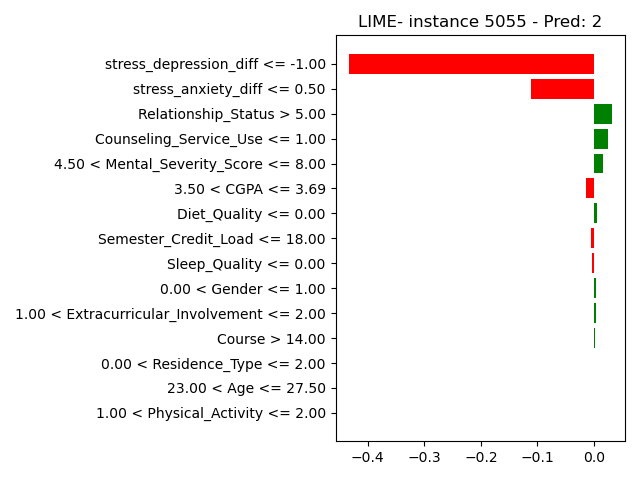 LIME- instance 5055 - Pred: 2
stress_depression_diff <= -1.00
stress_anxiety_diff <= 0.50
Relationship_Status > 5.00
Counseling_Service_Use <= 1.00
4.50 < Mental_Severity_Score <= 8.00
3.50 < CGPA <= 3.69
Diet_Quality <= 0.00
Semester_Credit_Load <= 18.00
Sleep_Quality <= 0.00
0.00 < Gender <= 1.00
1.00 < Extracurricular_Involvement <= 2.00
Course > 14.00
0.00 < Residence_Type <= 2.00
23.00 < Age <= 27.50
1.00 < Physical_Activity <= 2.00
−0.4 −0.3 −0.2 −0.1 0.0